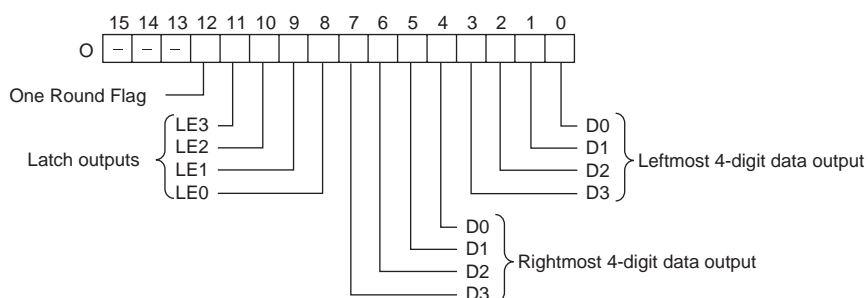 15 14 13 12 11 10 9 8 7 6 5 4 3 2 1 0
O – – –
One Round Flag
LE3
LE2
LE1
LE0
Latch outputs
D0
D1
D2
D3
Leftmost 4-digit data output
D0
D1
D2
D3
Rightmost 4-digit data output